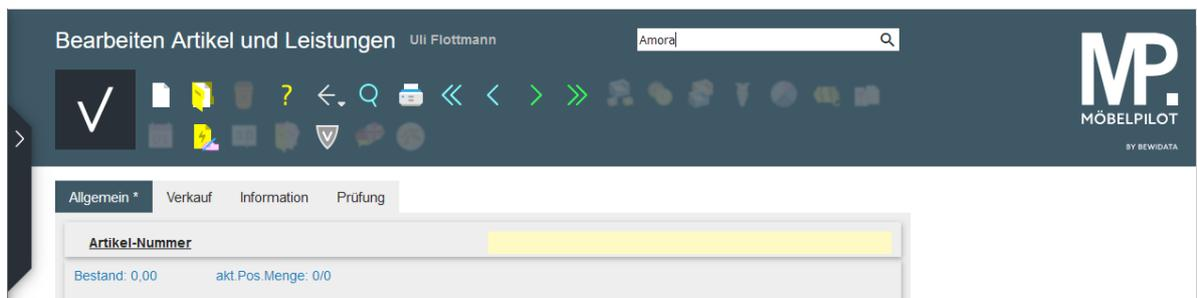 Bearbeiten Artikel und Leistungen Uli Flottmann
Amora
MP.
MÖBELPILOT
BY BEWIDATA
Allgemein * Verkauf Information Prüfung
Artikel-Nummer
Bestand: 0,00 akt.Pos.Menge: 0/0